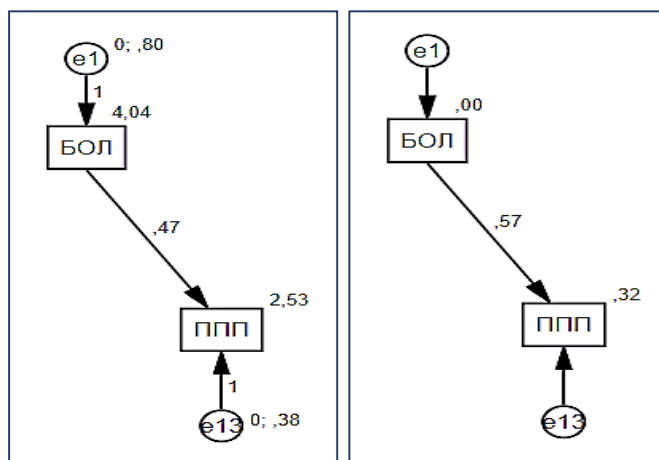 e1
0; ,80
1
4,04
БОЛ
,47
2,53
ППП
1
e13
0; ,38
e1
,00
БОЛ
,57
,32
ППП
e13